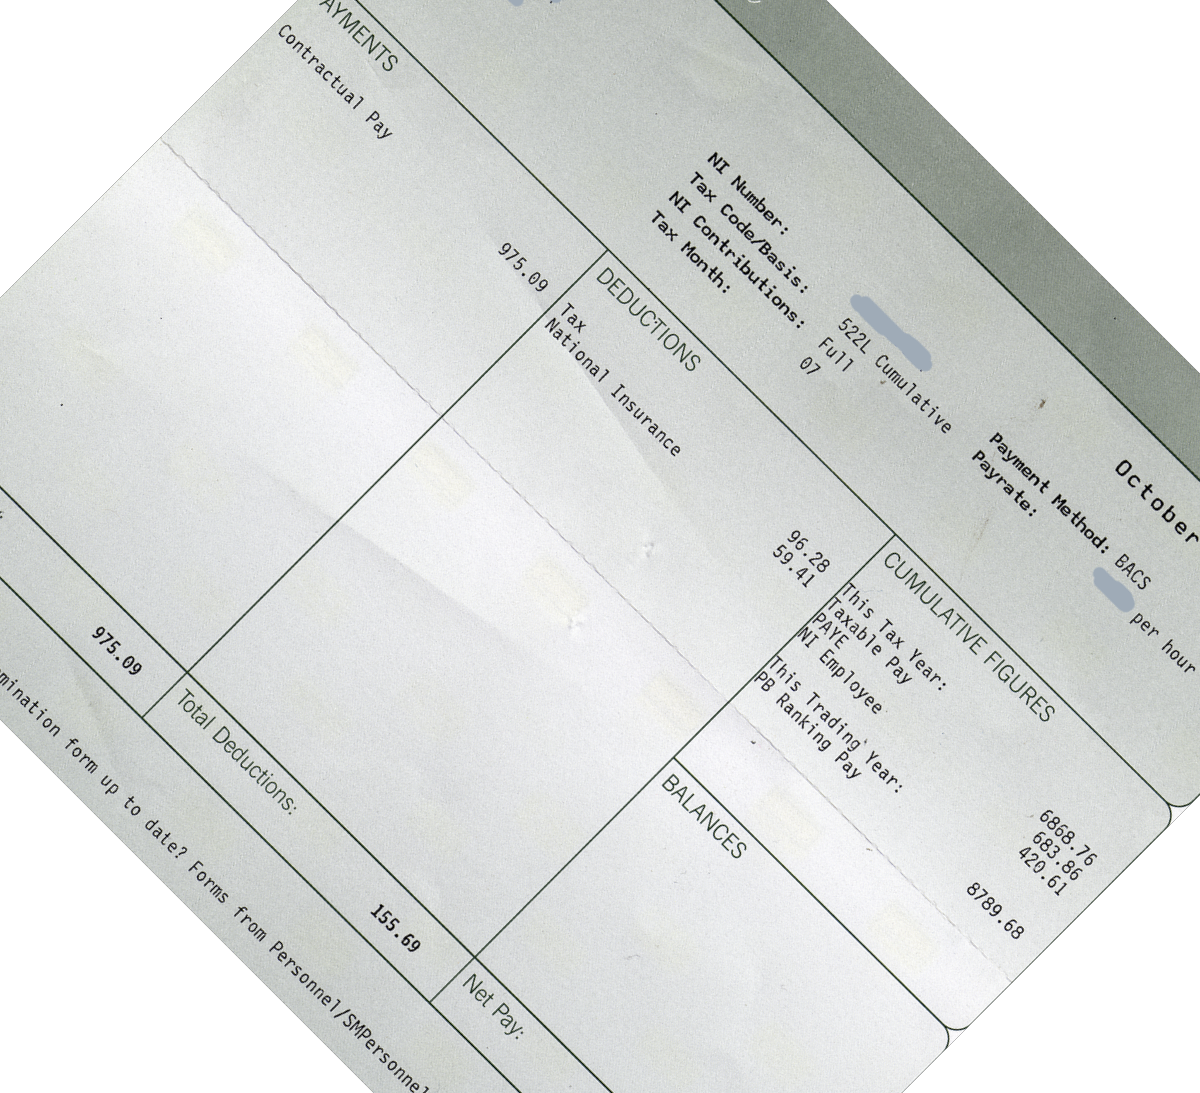 October
NI Number:
Tax Code/Basis: 522L Cumulative
NI Contributions: Full
Tax Month: 07
Payment Method: BACS
Payrate: per hour
AYMENTS
Contractual Pay 975.09
DEDUCTIONS
Tax 96.28
National Insurance 59.41
CUMULATIVE FIGURES
This Tax Year:
Taxable Pay 6868.76
PAYE 683.86
NI Employee 420.61
This Trading Year:
PB Ranking Pay 8789.68
BALANCES
975.09
Total Deductions: 155.69
Net Pay:
mination form up to date? Forms from Personnel/SMPersonnel